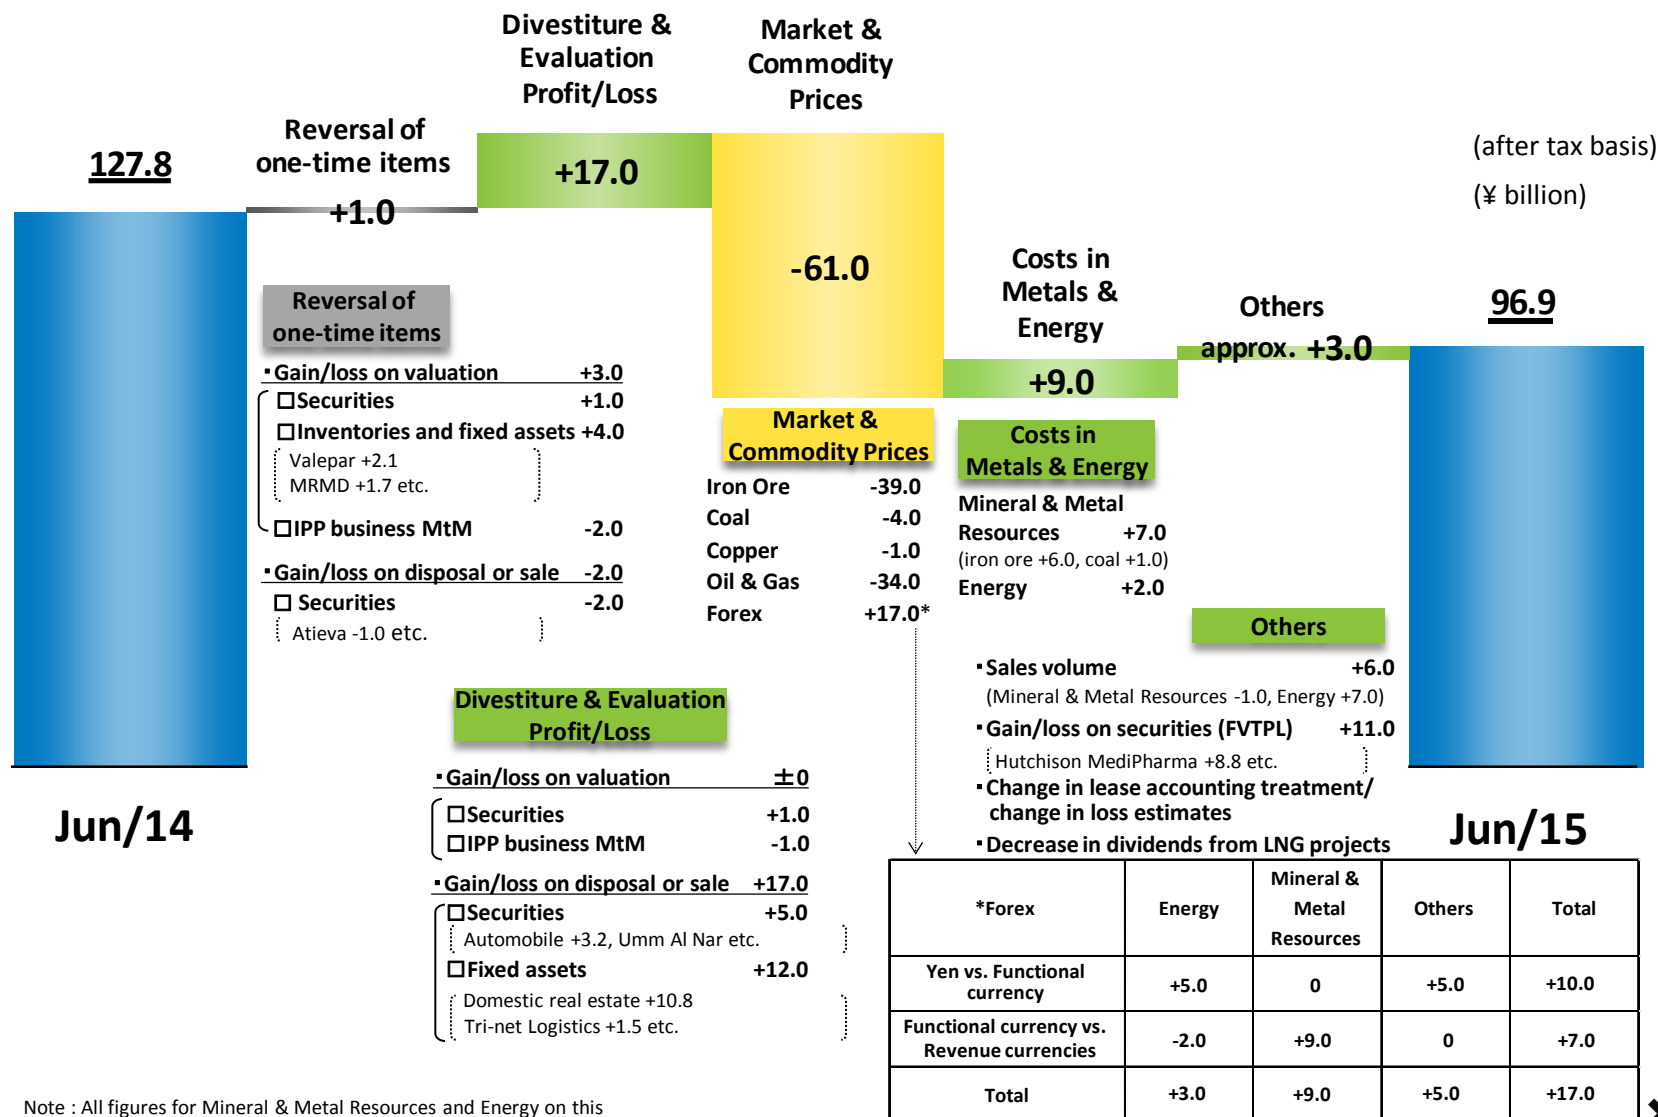 Divestiture &
Evaluation
Profit/Loss
Market &
Commodity
Prices
Reversal of
one-time items
+1.0
127.8
+17.0
(after tax basis)
(¥ billion)
-61.0
Costs in
Metals &
Energy
+9.0
Others
approx. +3.0
96.9
Reversal of
one-time items
▪Gain/loss on valuation +3.0
□Securities +1.0
□Inventories and fixed assets +4.0
Valepar +2.1
MRMD +1.7 etc.
□IPP business MtM -2.0
▪Gain/loss on disposal or sale -2.0
□ Securities -2.0
Atieva -1.0 etc.
Market &
Commodity Prices
Iron Ore -39.0
Coal -4.0
Copper -1.0
Oil & Gas -34.0
Forex +17.0*
Costs in
Metals & Energy
Mineral & Metal
Resources +7.0
(iron ore +6.0, coal +1.0)
Energy +2.0
Others
▪Sales volume +6.0
(Mineral & Metal Resources -1.0, Energy +7.0)
▪Gain/loss on securities (FVTPL) +11.0
Hutchison MediPharma +8.8 etc.
▪Change in lease accounting treatment/
change in loss estimates
▪Decrease in dividends from LNG projects
Divestiture & Evaluation
Profit/Loss
▪Gain/loss on valuation ±0
□Securities +1.0
□IPP business MtM -1.0
▪Gain/loss on disposal or sale +17.0
□Securities +5.0
Automobile +3.2, Umm Al Nar etc.
□Fixed assets +12.0
Domestic real estate +10.8
Tri-net Logistics +1.5 etc.
Jun/14
Jun/15
*Forex Energy Mineral & Metal Resources Others Total
Yen vs. Functional currency +5.0 0 +5.0 +10.0
Functional currency vs. Revenue currencies -2.0 +9.0 0 +7.0
Total +3.0 +9.0 +5.0 +17.0
Note : All figures for Mineral & Metal Resources and Energy on this